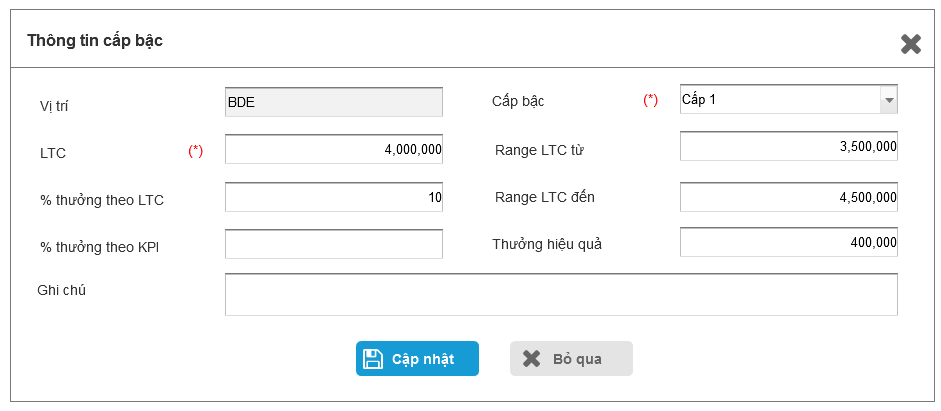 Thông tin cấp bậc
Vị trí BDE Cấp bậc (*) Cấp 1
LTC (*) 4,000,000 Range LTC từ 3,500,000
% thưởng theo LTC 10 Range LTC đến 4,500,000
% thưởng theo KPI Thưởng hiệu quả 400,000
Ghi chú
Cập nhật Bỏ qua